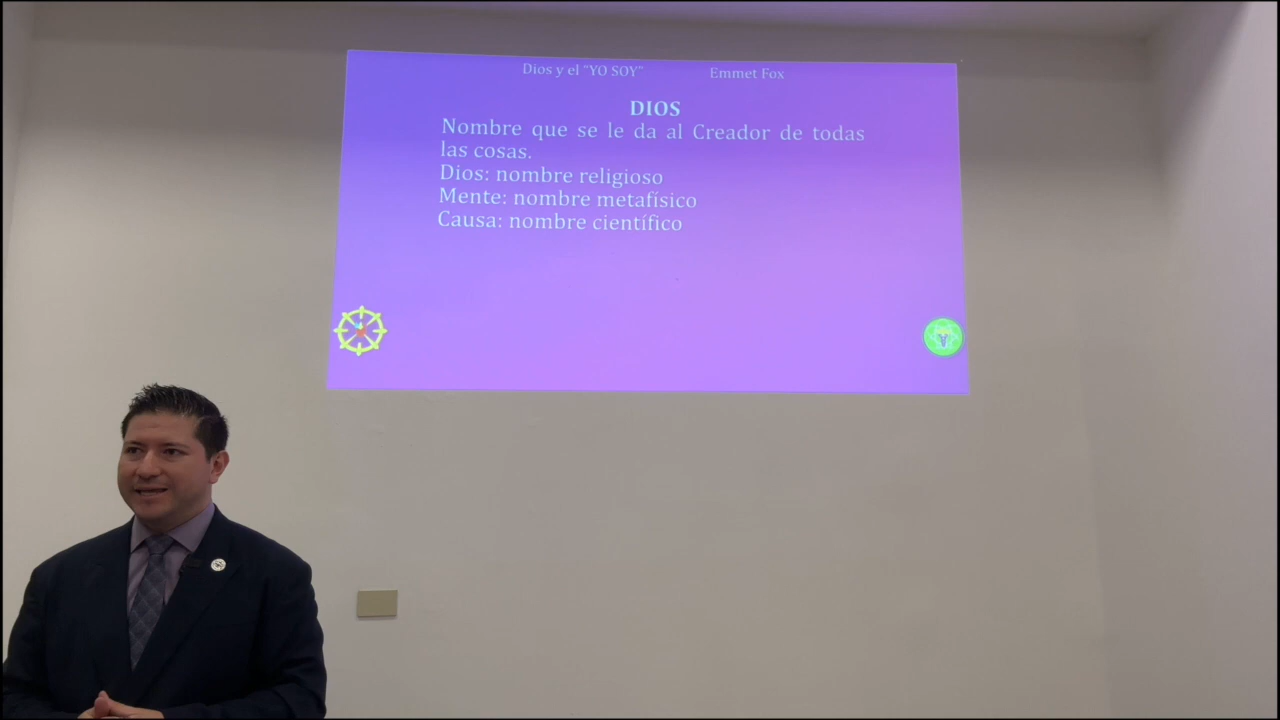 Dios y el "YO SOY" Emmet Fox
DIOS
Nombre que se le da al Creador de todas
las cosas.
Dios: nombre religioso
Mente: nombre metafísico
Causa: nombre científico